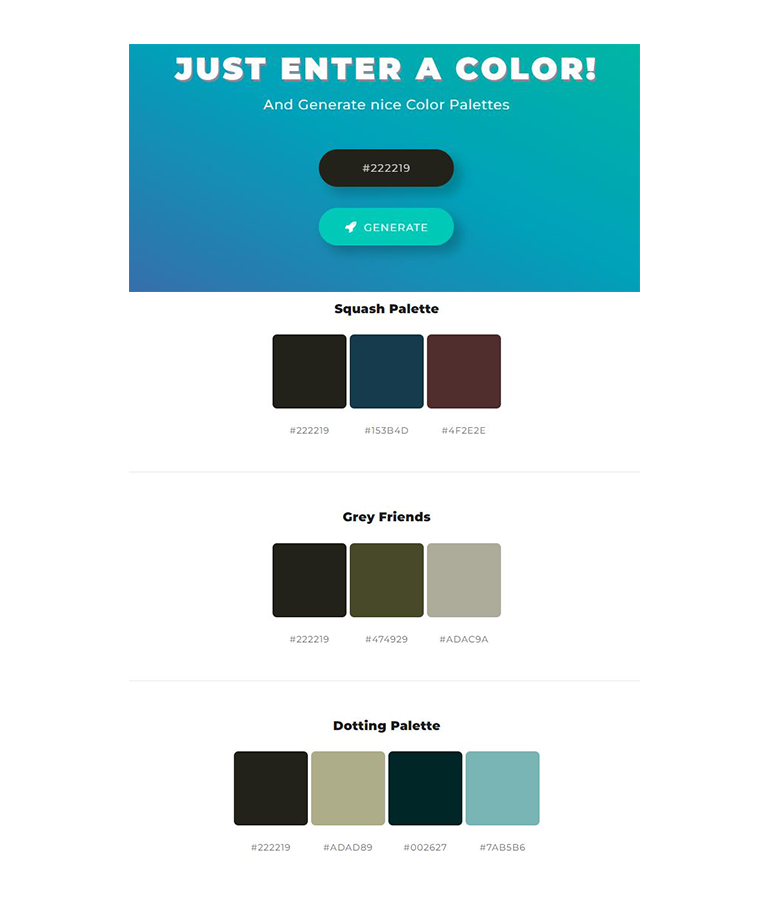 JUST ENTER A COLOR!
And Generate nice Color Palettes
#222219
GENERATE
Squash Palette
#222219 #153B4D #4F2E2E
Grey Friends
#222219 #474929 #ADAC9A
Dotting Palette
#222219 #ADAD89 #002627 #7AB5B6